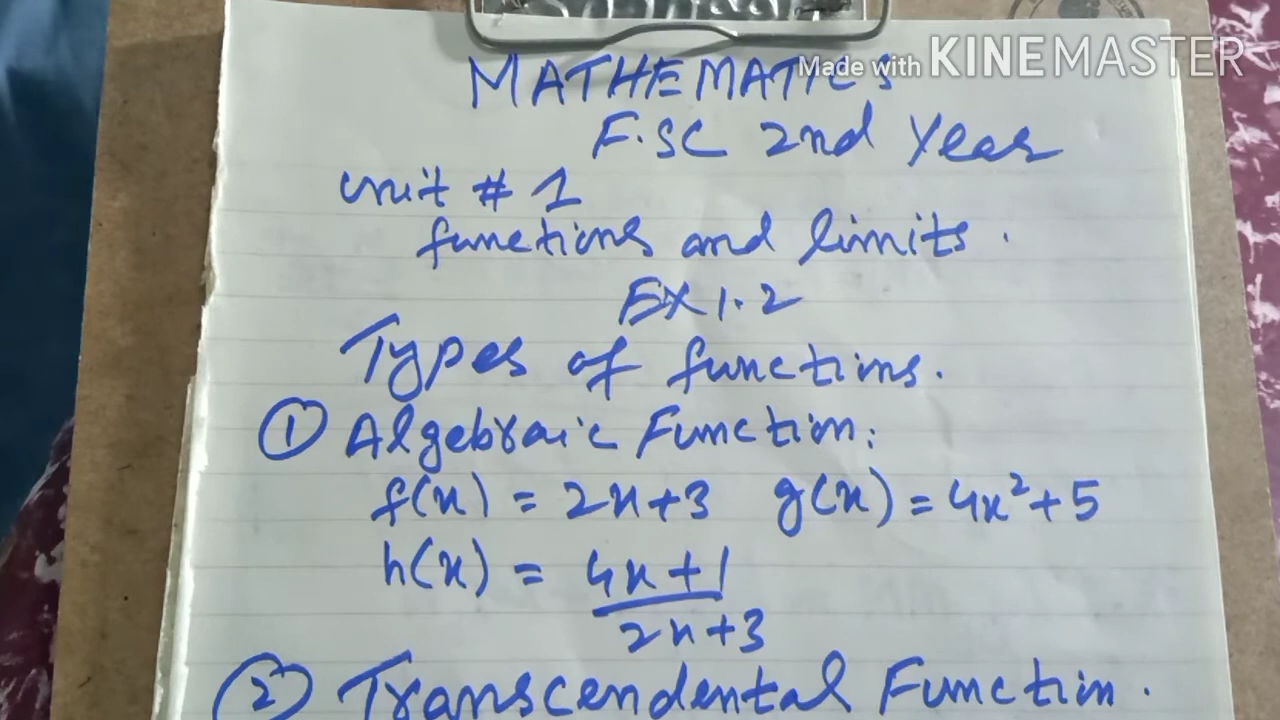 Made with KINEMASTER
MATHEMATICS
F.SC 2nd Year
unit # 1
functions and limits.
EX 1.2
Types of functions.
① Algebraic Function:
f(x) = 2x+3 g(x) = 4x²+5
h(x) = 4x+1
2x+3
② Transcendental Function.